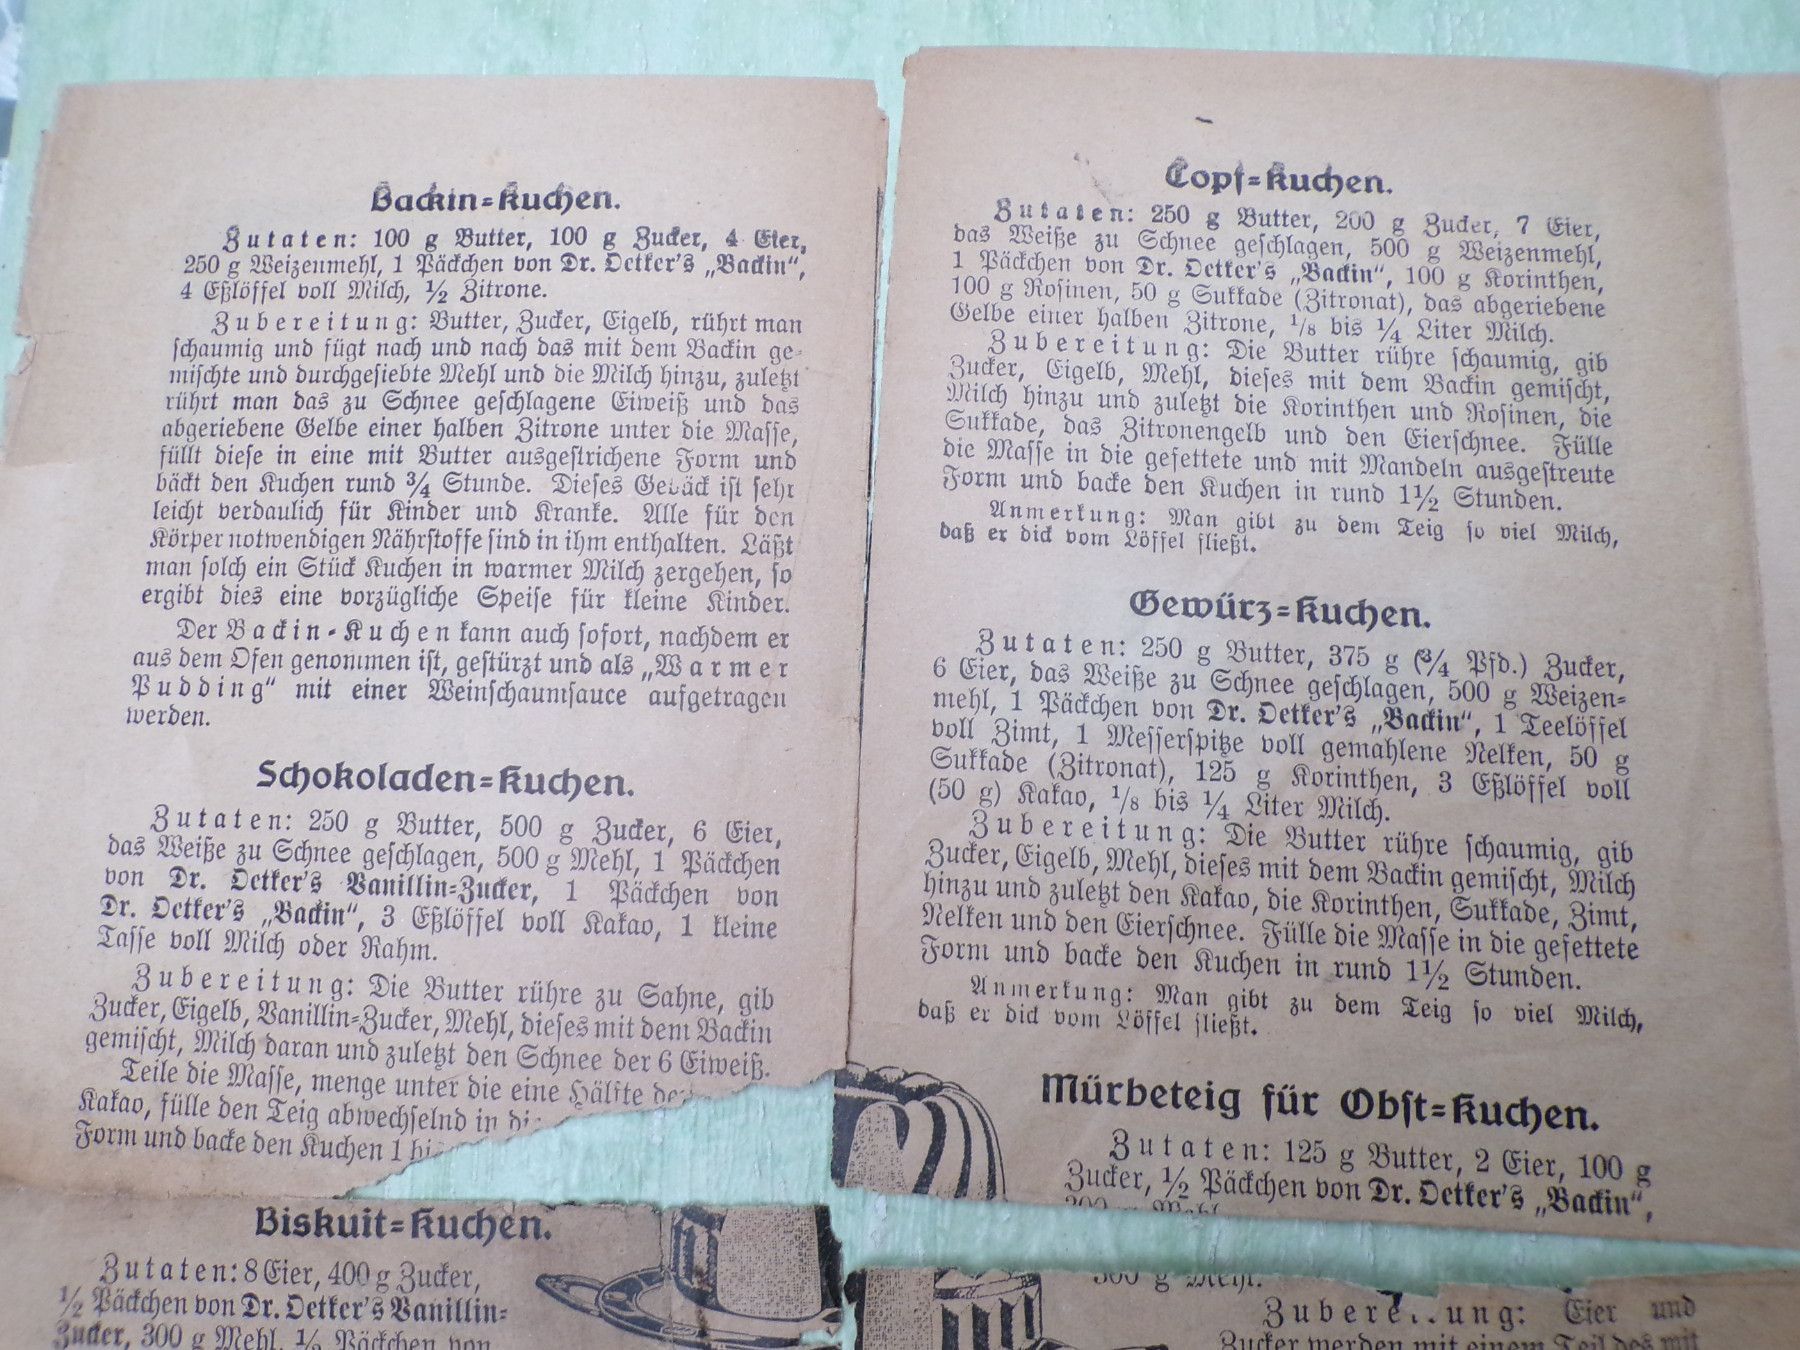 Backin=Kuchen.
Zutaten: 100 g Butter, 100 g Zucker, 4 Eier,
250 g Weizenmehl, 1 Päckchen von Dr. Oetker's „Backin“,
4 Eßlöffel voll Milch, ½ Zitrone.
Zubereitung: Butter, Zucker, Eigelb, rührt man
schaumig und fügt nach und nach das mit dem Backin ge-
mischte und durchgesiebte Mehl und die Milch hinzu, zuletzt
rührt man das zu Schnee geschlagene Eiweiß und das
abgeriebene Gelbe einer halben Zitrone unter die Masse,
füllt diese in eine mit Butter ausgestrichene Form und
bäckt den Kuchen rund ¾ Stunde. Dieses Gebäck ist sehr
leicht verdaulich für Kinder und Kranke. Alle für den
Körper notwendigen Nährstoffe sind in ihm enthalten. Läßt
man solch ein Stück Kuchen in warmer Milch zergehen, so
ergibt dies eine vorzügliche Speise für kleine Kinder.
Der Backin-Kuchen kann auch sofort, nachdem er
aus dem Ofen genommen ist, gestürzt und als „Warmer
Pudding“ mit einer Weinschaumsauce aufgetragen
werden.
Schokoladen=Kuchen.
Zutaten: 250 g Butter, 500 g Zucker, 6 Eier,
das Weiße zu Schnee geschlagen, 500 g Mehl, 1 Päckchen
von Dr. Oetker's Vanillin=Zucker, 1 Päckchen von
Dr. Oetker's „Backin“, 3 Eßlöffel voll Kakao, 1 kleine
Tasse voll Milch oder Rahm.
Zubereitung: Die Butter rühre zu Sahne, gib
Zucker, Eigelb, Vanillin=Zucker, Mehl, dieses mit dem Backin
gemischt, Milch daran und zuletzt den Schnee der 6 Eiweiß.
Teile die Masse, menge unter die eine Hälfte
Kakao, fülle den Teig abwechselnd in
Form und backe den Kuchen 1
Biskuit=Kuchen.
Zutaten: 8 Eier, 400 g Zucker,
½ Päckchen von Dr. Oetker's Vanillin=
Zucker, 300 g Mehl, ½ Päckchen von
Topf=Kuchen.
Zutaten: 250 g Butter, 200 g Zucker, 7 Eier,
das Weiße zu Schnee geschlagen, 500 g Weizenmehl,
1 Päckchen von Dr. Oetker's „Backin“, 100 g Korinthen,
100 g Rosinen, 50 g Sukkade (Zitronat), das abgeriebene
Gelbe einer halben Zitrone, ⅛ bis ¼ Liter Milch.
Zubereitung: Die Butter rühre schaumig, gib
Zucker, Eigelb, Mehl, dieses mit dem Backin gemischt,
Milch hinzu und zuletzt die Korinthen und Rosinen, die
Sukkade, das Zitronengelb und den Eierschnee. Fülle
die Masse in die gefettete und mit Mandeln ausgestreute
Form und backe den Kuchen in rund 1½ Stunden.
Anmerkung: Man gibt zu dem Teig so viel Milch,
daß er dick vom Löffel fließt.
Gewürz=Kuchen.
Zutaten: 250 g Butter, 375 g (¾ Pfd.) Zucker,
6 Eier, das Weiße zu Schnee geschlagen, 500 g Weizen=
mehl, 1 Päckchen von Dr. Oetker's „Backin“, 1 Teelöffel
voll Zimt, 1 Messerspitze voll gemahlene Nelken, 50 g
Sukkade (Zitronat), 125 g Korinthen, 3 Eßlöffel voll
(50 g) Kakao, ⅛ bis ¼ Liter Milch.
Zubereitung: Die Butter rühre schaumig, gib
Zucker, Eigelb, Mehl, dieses mit dem Backin gemischt, Milch
hinzu und zuletzt den Kakao, die Korinthen, Sukkade, Zimt,
Nelken und den Eierschnee. Fülle die Masse in die gefettete
Form und backe den Kuchen in rund 1½ Stunden.
Anmerkung: Man gibt zu dem Teig so viel Milch,
daß er dick vom Löffel fließt.
Mürbeteig für Obst=Kuchen.
Zutaten: 125 g Butter, 2 Eier, 100 g
Zucker, ½ Päckchen von Dr. Oetker's „Backin“,
300 g Mehl.
Zubereitung: Eier und
Zucker werden mit einem Teil des mit